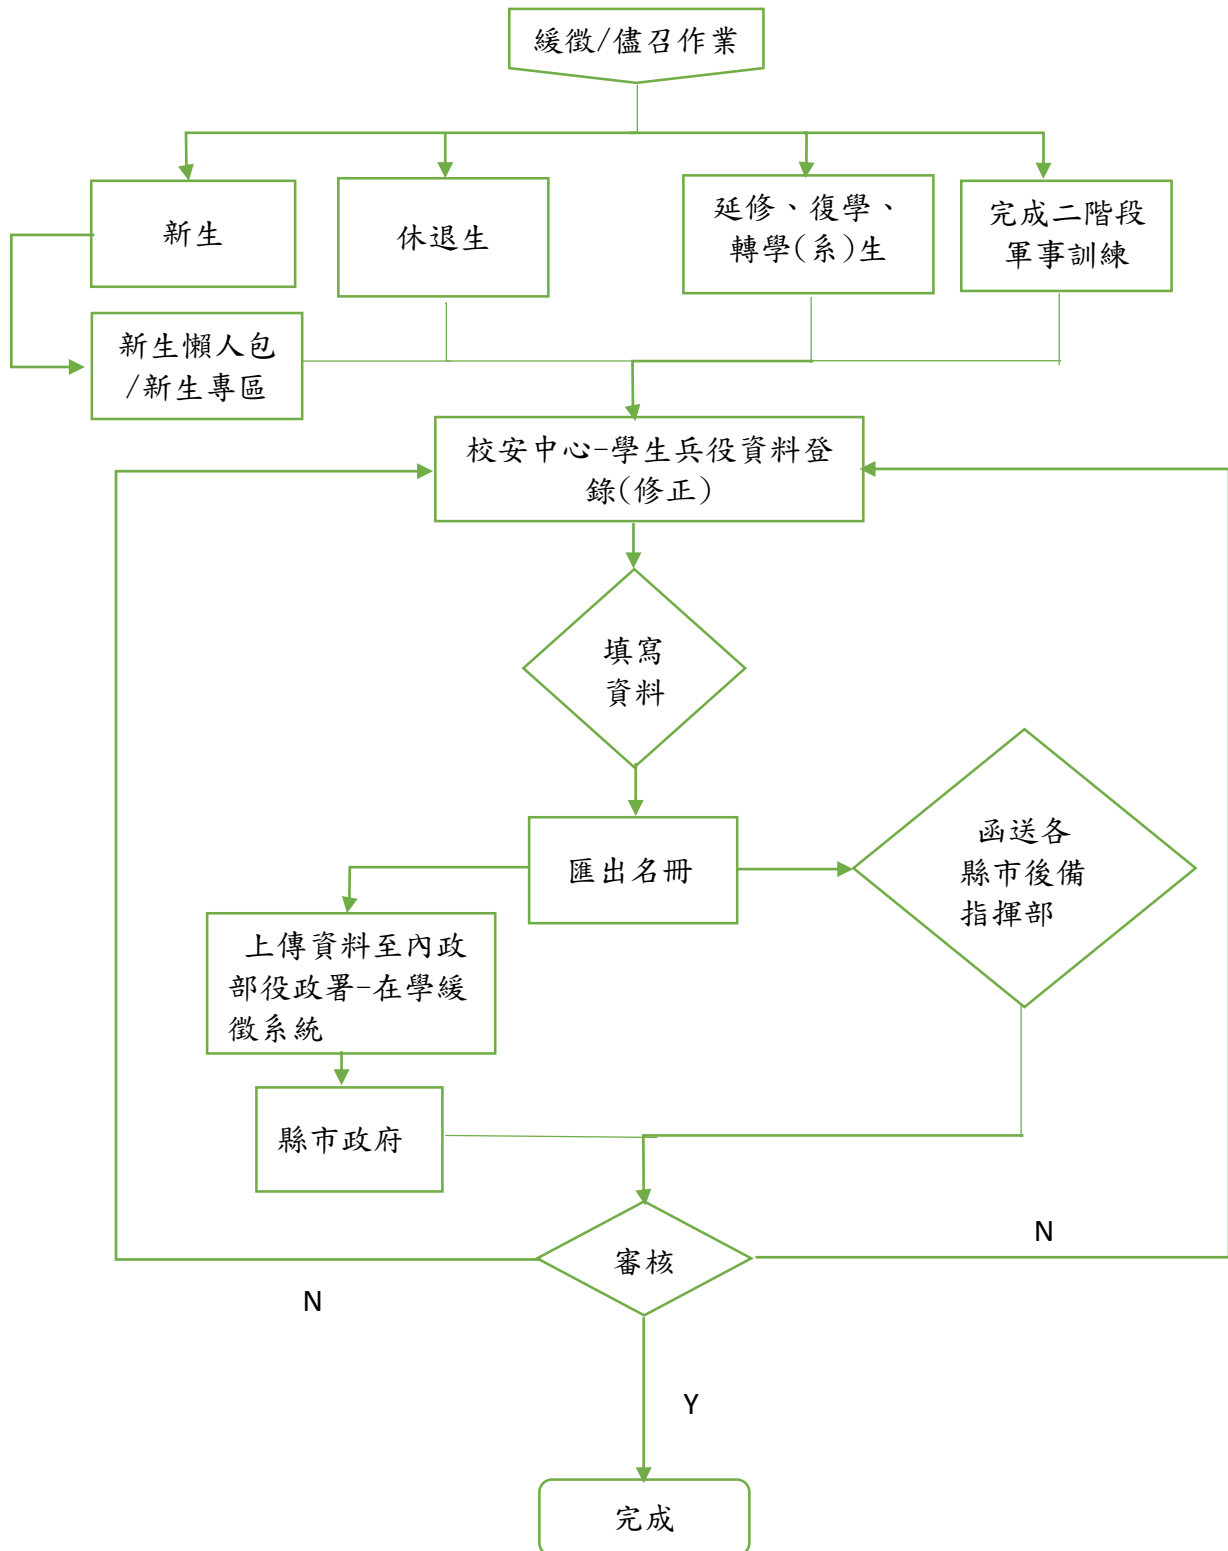 緩徵/儘召作業
新生
休退生
延修、復學、
轉學(系)生
完成二階段
軍事訓練
新生懶人包
/新生專區
校安中心-學生兵役資料登
錄(修正)
填寫
資料
匯出名冊
函送各
縣市後備
指揮部
上傳資料至內政
部役政署-在學緩
徵系統
縣市政府
審核
N
N
Y
完成